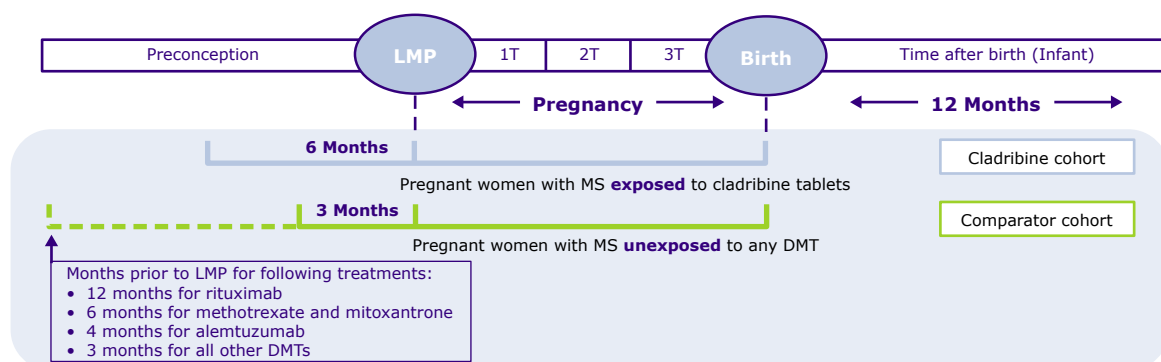 Preconception
LMP
1T
2T
3T
Birth
Time after birth (Infant)
Pregnancy
12 Months
6 Months
Cladribine cohort
Pregnant women with MS exposed to cladribine tablets
3 Months
Comparator cohort
Pregnant women with MS unexposed to any DMT
Months prior to LMP for following treatments:
• 12 months for rituximab
• 6 months for methotrexate and mitoxantrone
• 4 months for alemtuzumab
• 3 months for all other DMTs